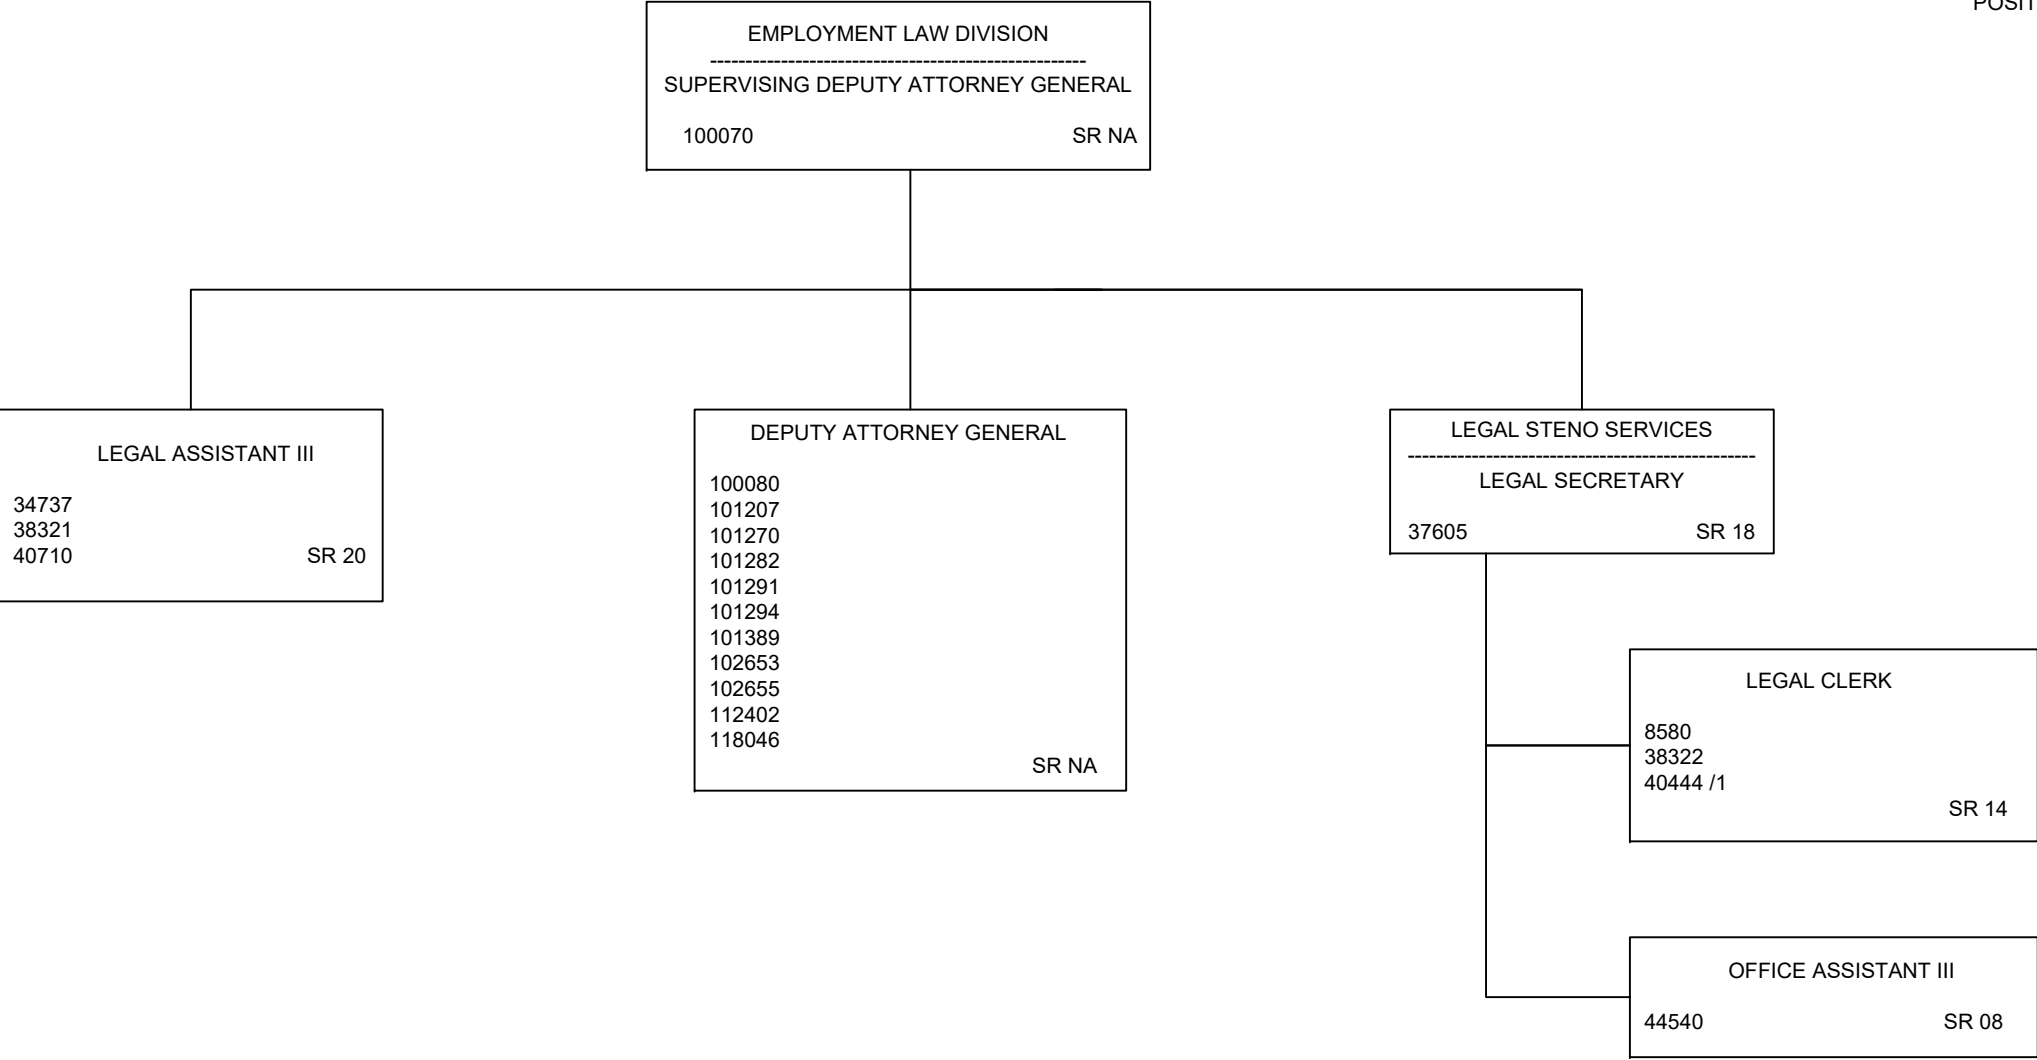 POSIT
EMPLOYMENT LAW DIVISION
-----------------------------------------------------
SUPERVISING DEPUTY ATTORNEY GENERAL
100070 SR NA
LEGAL ASSISTANT III
34737
38321
40710 SR 20
DEPUTY ATTORNEY GENERAL
100080
101207
101270
101282
101291
101294
101389
102653
102655
112402
118046
SR NA
LEGAL STENO SERVICES
-------------------------------------------------
LEGAL SECRETARY
37605 SR 18
LEGAL CLERK
8580
38322
40444 /1
SR 14
OFFICE ASSISTANT III
44540 SR 08